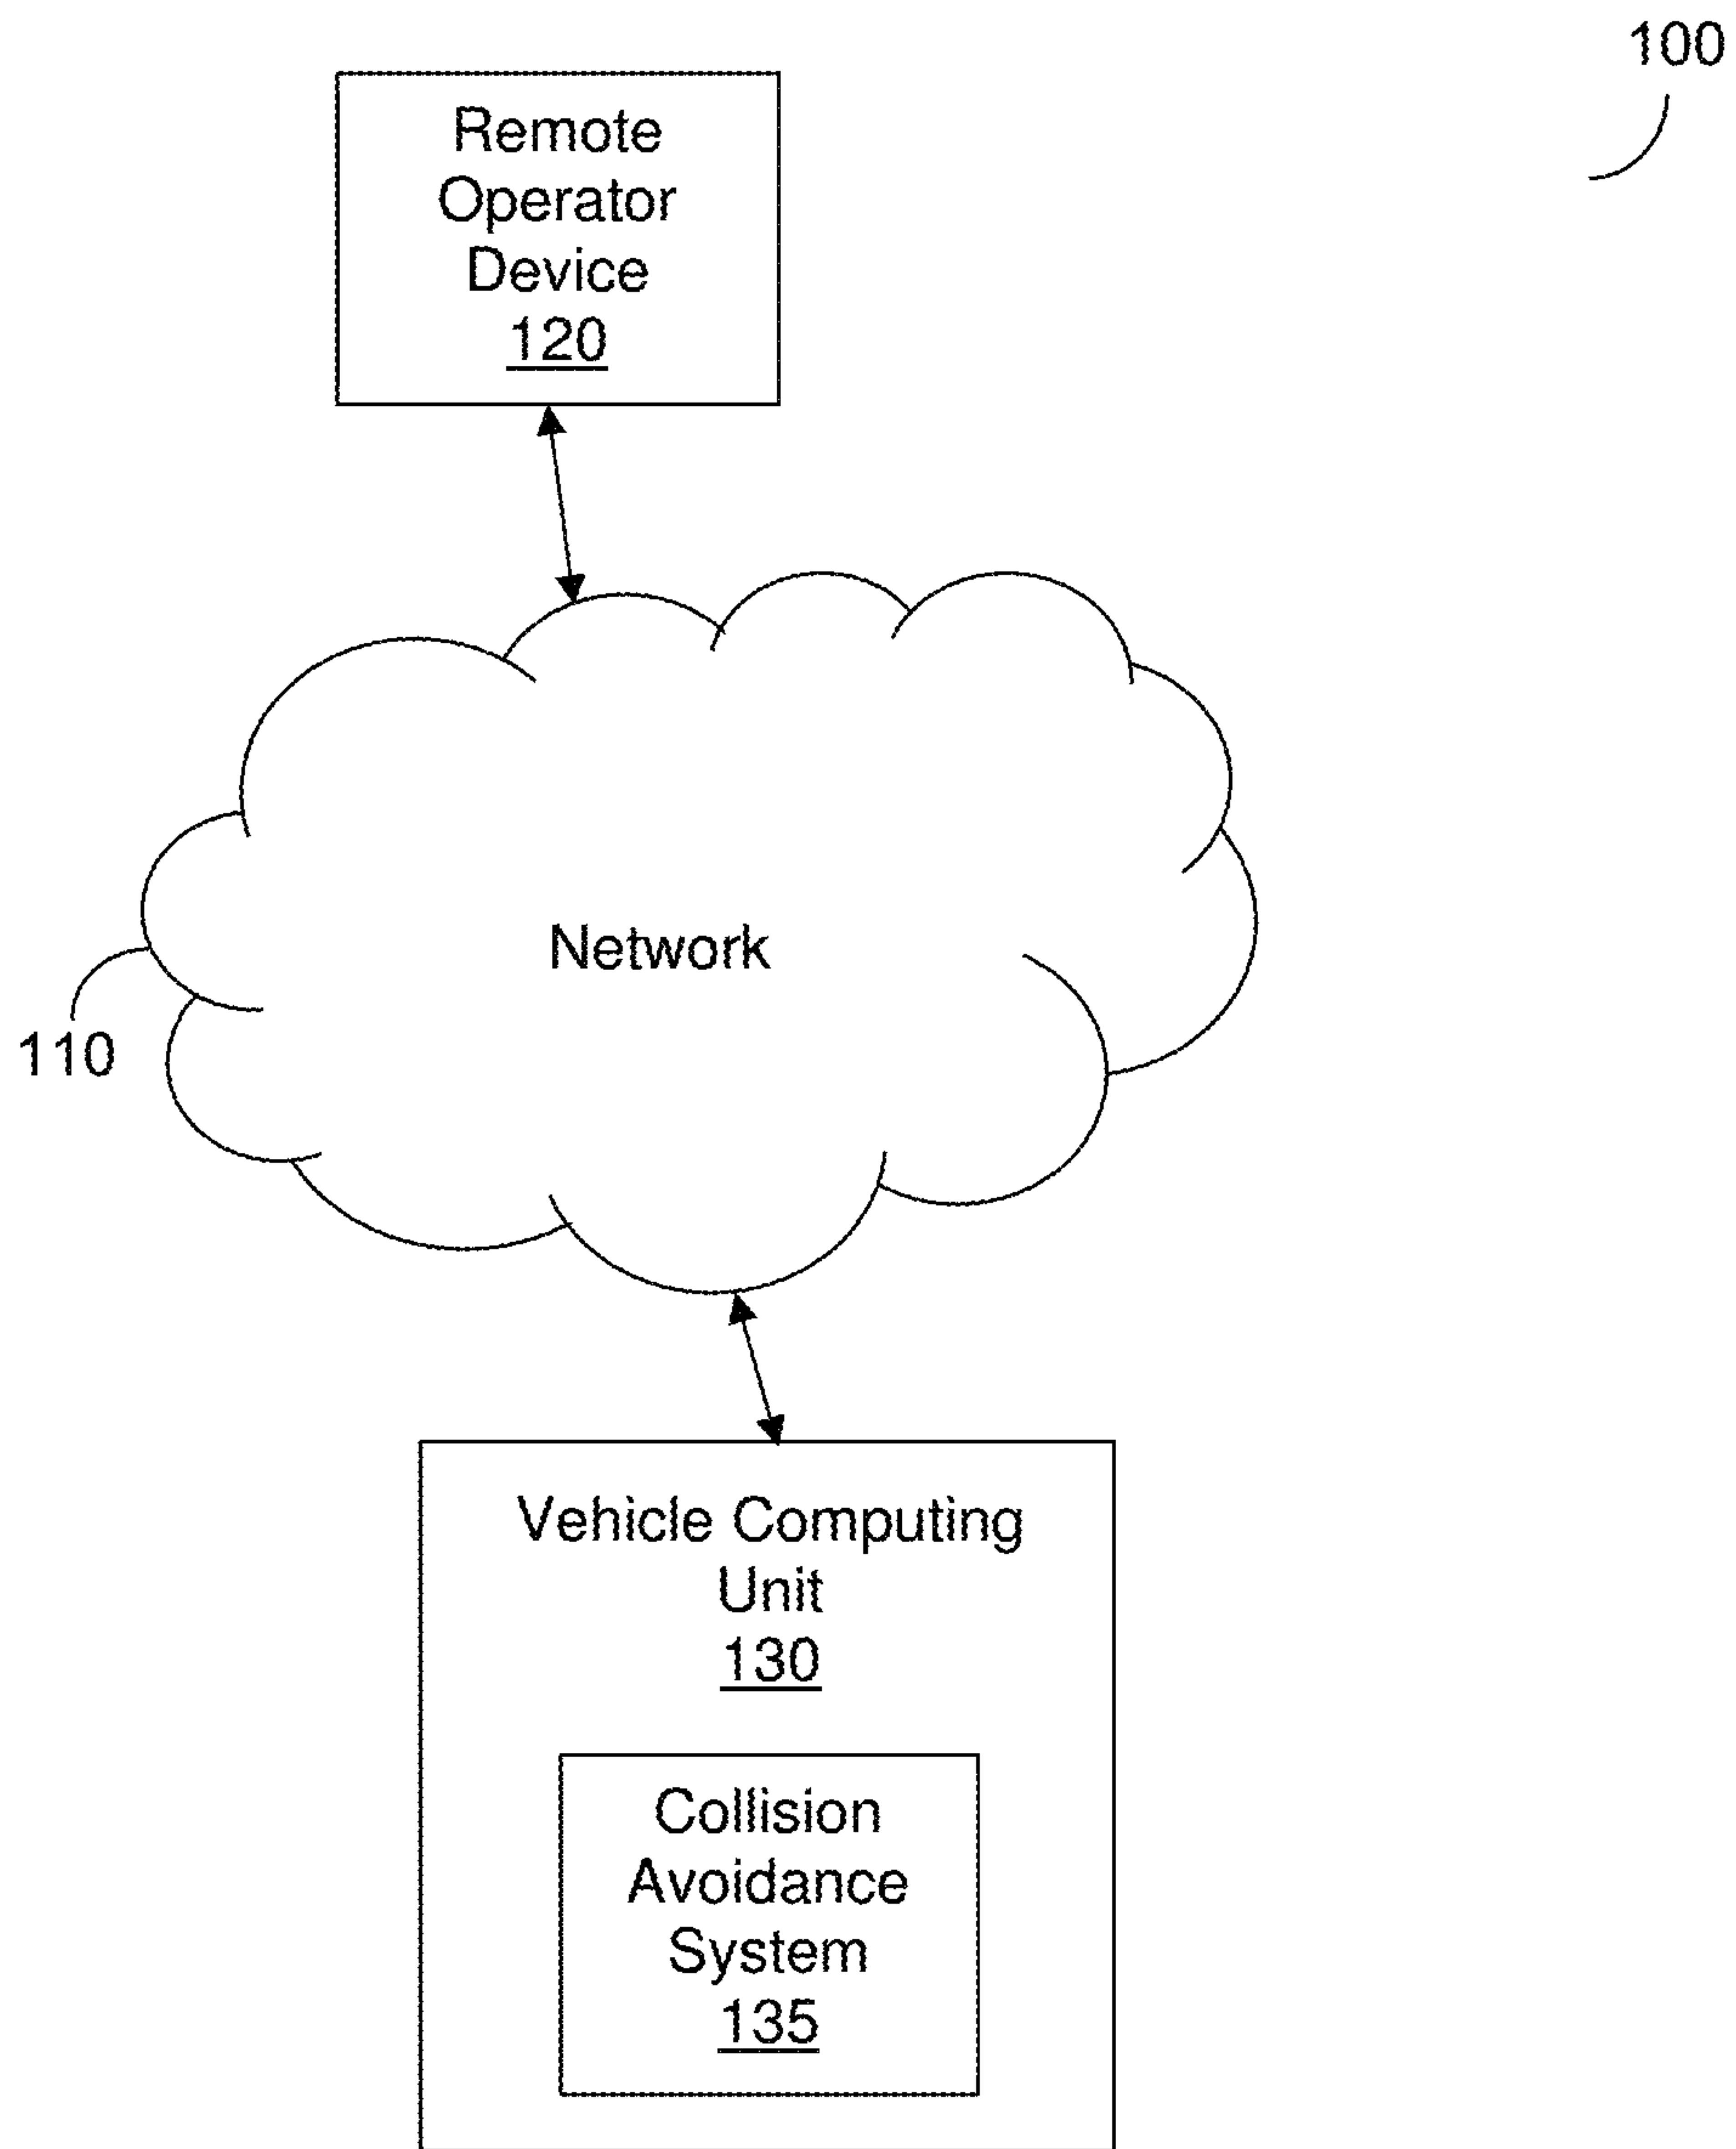 100
Remote
Operator
Device
120
Network
110
Vehicle Computing
Unit
130
Collision
Avoidance
System
135